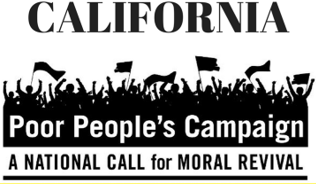 CALIFORNIA
Poor People's Campaign
A NATIONAL CALL for MORAL REVIVAL